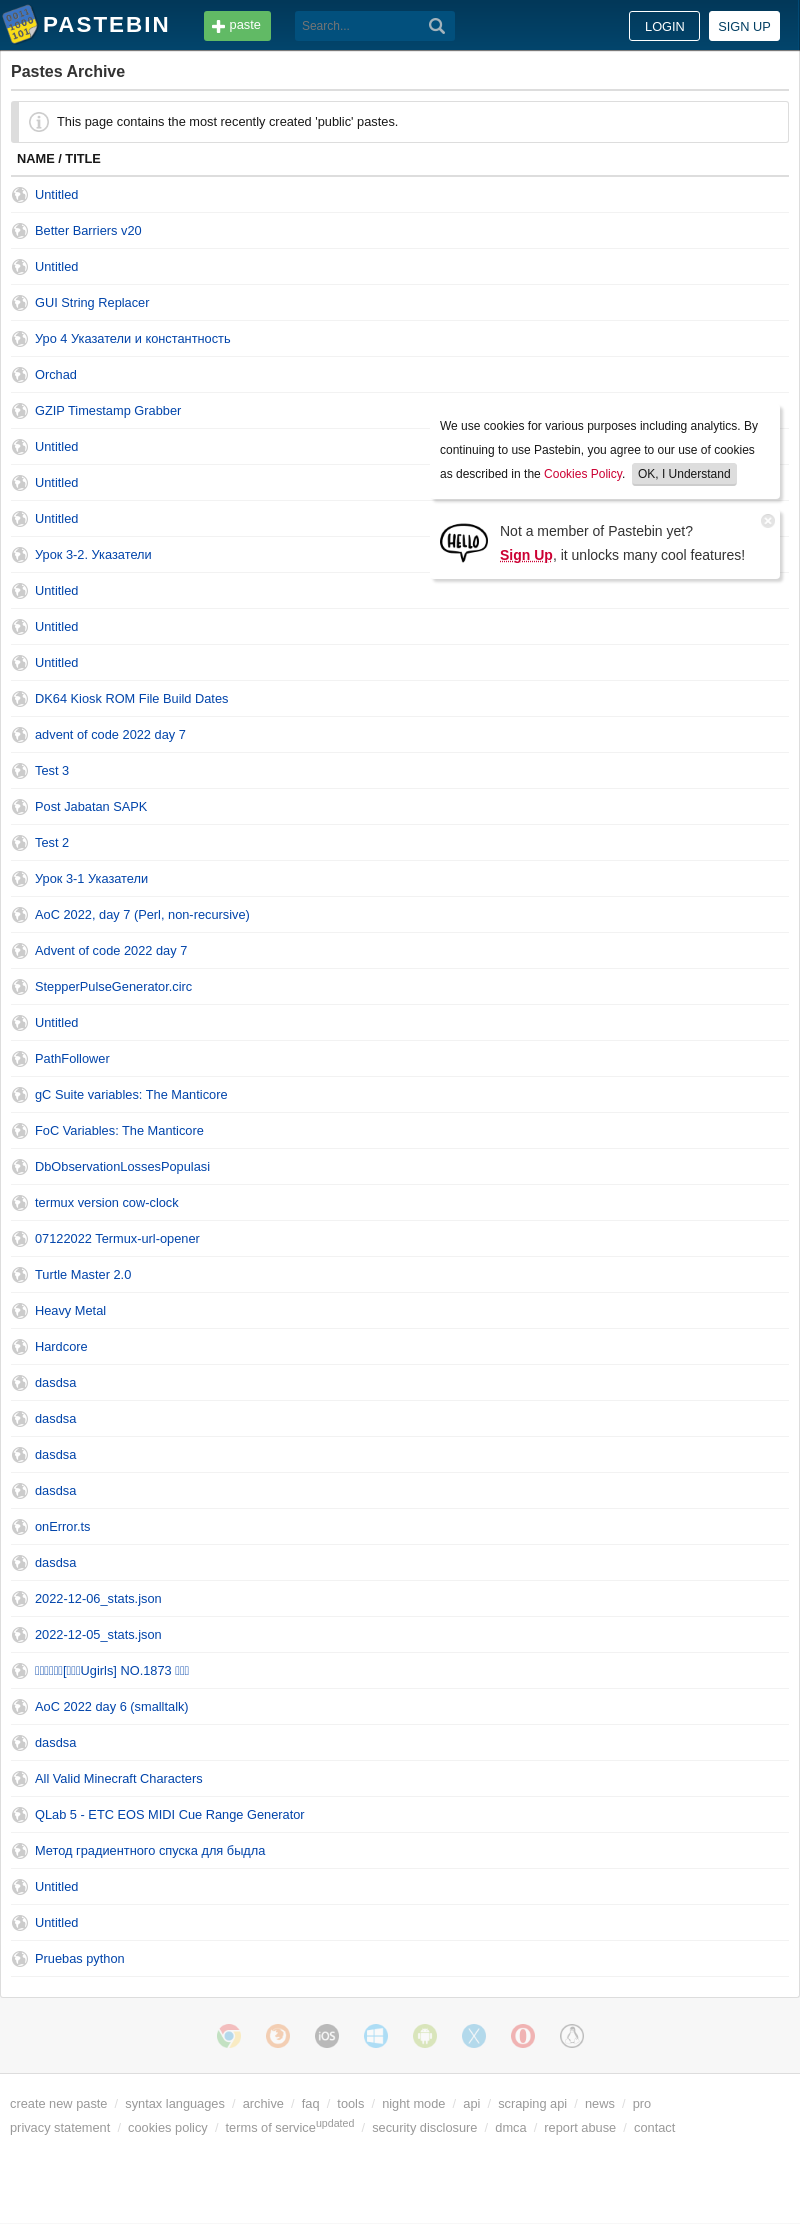 PASTEBIN
paste
Search...
LOGIN
SIGN UP
Pastes Archive
This page contains the most recently created 'public' pastes.
NAME / TITLE
Untitled
Better Barriers v20
Untitled
GUI String Replacer
Уро 4 Указатели и константность
Orchad
GZIP Timestamp Grabber
Untitled
Untitled
Untitled
Урок 3-2. Указатели
Untitled
Untitled
Untitled
DK64 Kiosk ROM File Build Dates
advent of code 2022 day 7
Test 3
Post Jabatan SAPK
Test 2
Урок 3-1 Указатели
AoC 2022, day 7 (Perl, non-recursive)
Advent of code 2022 day 7
StepperPulseGenerator.circ
Untitled
PathFollower
gC Suite variables: The Manticore
FoC Variables: The Manticore
DbObservationLossesPopulasi
termux version cow-clock
07122022 Termux-url-opener
Turtle Master 2.0
Heavy Metal
Hardcore
dasdsa
dasdsa
dasdsa
dasdsa
onError.ts
dasdsa
2022-12-06_stats.json
2022-12-05_stats.json
[Ugirls] NO.1873
AoC 2022 day 6 (smalltalk)
dasdsa
All Valid Minecraft Characters
QLab 5 - ETC EOS MIDI Cue Range Generator
Метод градиентного спуска для быдла
Untitled
Untitled
Pruebas python
We use cookies for various purposes including analytics. By
continuing to use Pastebin, you agree to our use of cookies
as described in the Cookies Policy. OK, I Understand
HELLO
Not a member of Pastebin yet?
Sign Up, it unlocks many cool features!
iOS
create new paste / syntax languages / archive / faq / tools / night mode / api / scraping api / news / pro
privacy statement / cookies policy / terms of service updated / security disclosure / dmca / report abuse / contact